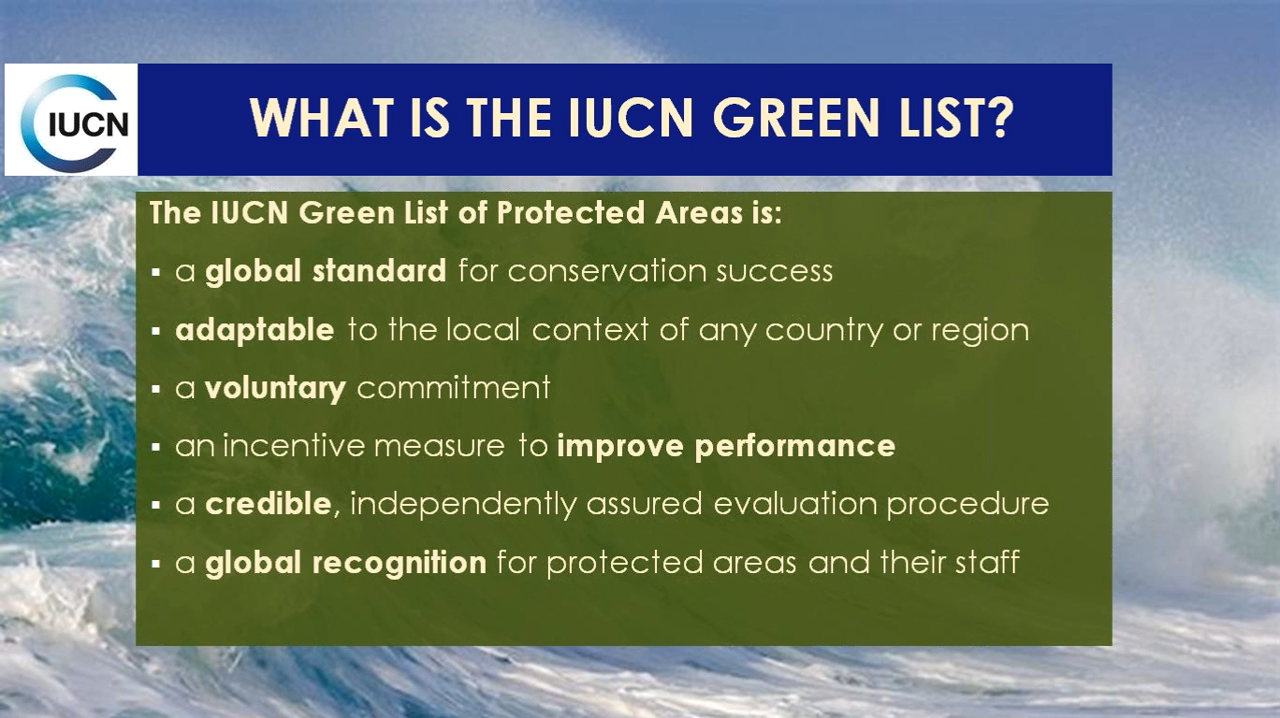 IUCN
WHAT IS THE IUCN GREEN LIST?
The IUCN Green List of Protected Areas is:
▪ a global standard for conservation success
▪ adaptable to the local context of any country or region
▪ a voluntary commitment
▪ an incentive measure to improve performance
▪ a credible, independently assured evaluation procedure
▪ a global recognition for protected areas and their staff